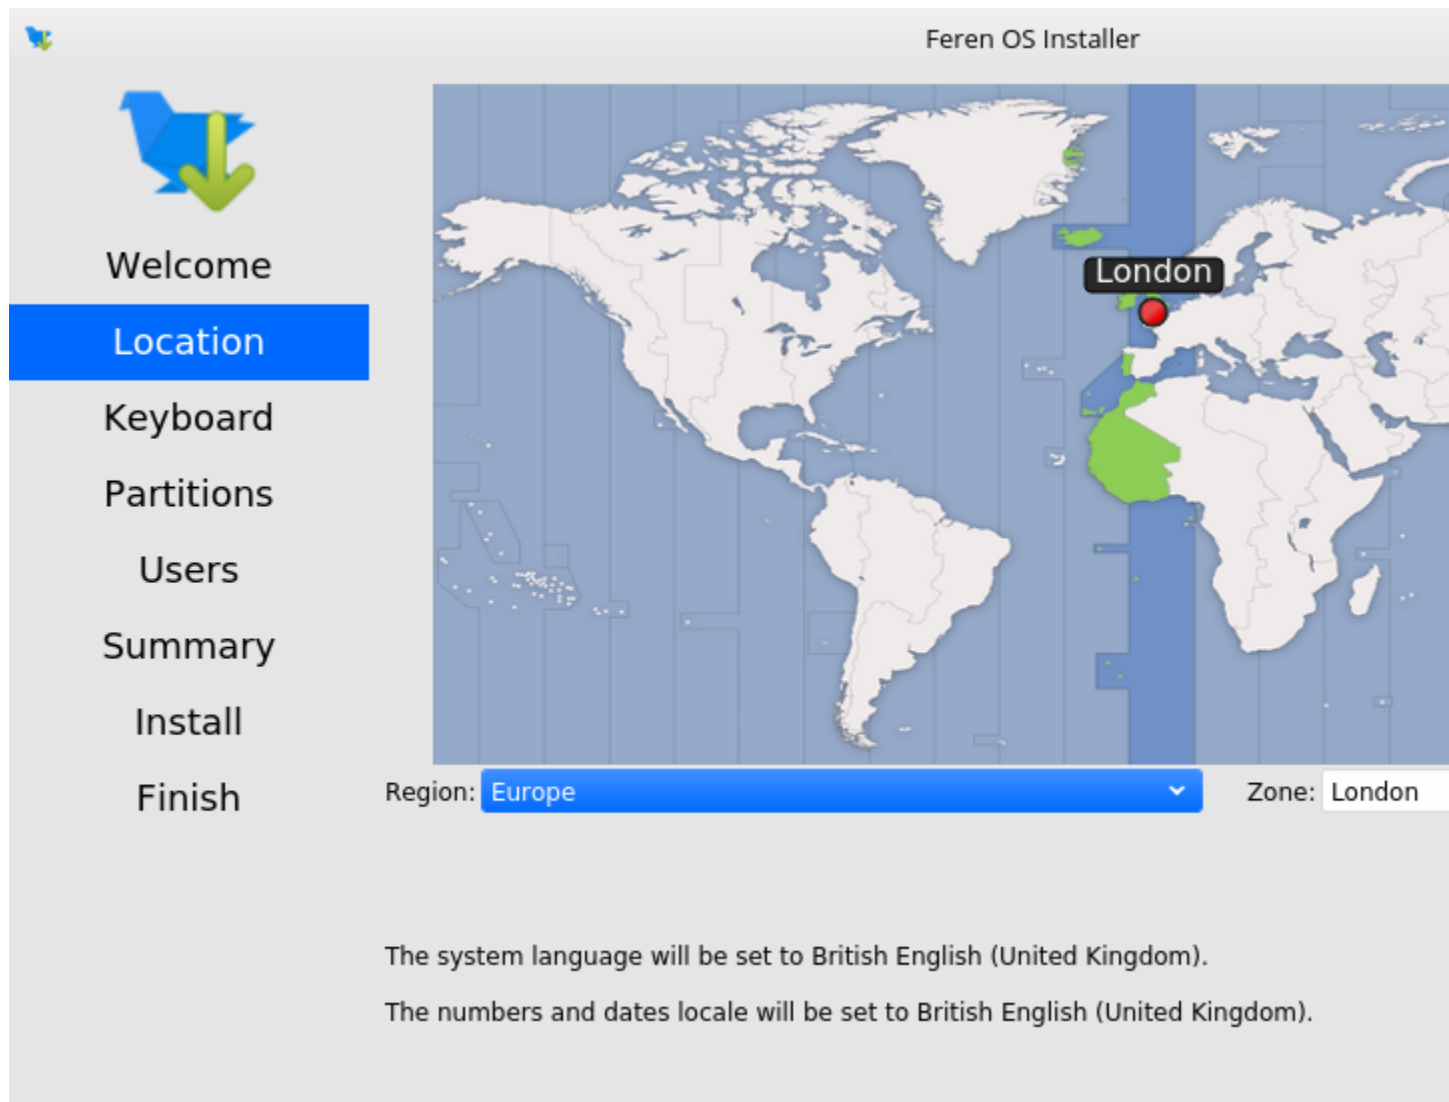 Feren OS Installer
Welcome
Location
Keyboard
Partitions
Users
Summary
Install
Finish
London
Region: Europe Zone: London
The system language will be set to British English (United Kingdom).
The numbers and dates locale will be set to British English (United Kingdom).